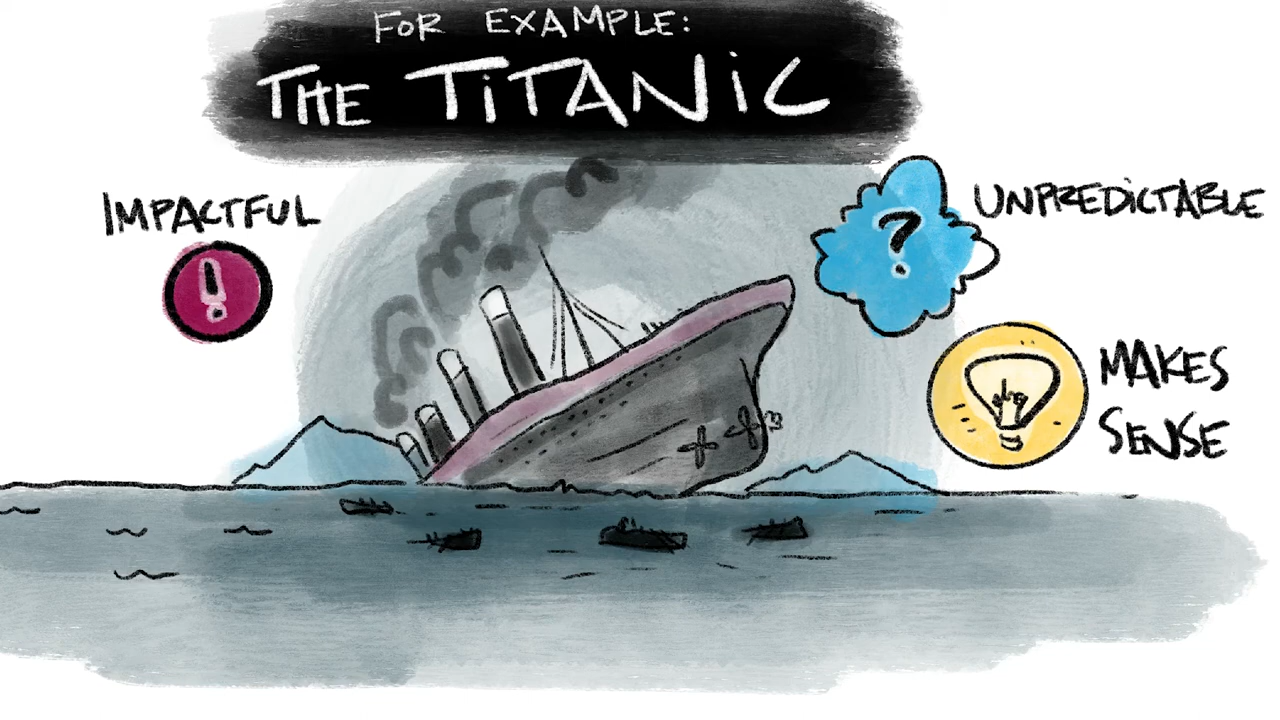 FOR EXAMPLE:
THE TITANIC
IMPACTFUL
!
UNPREDICTABLE
?
MAKES
SENSE